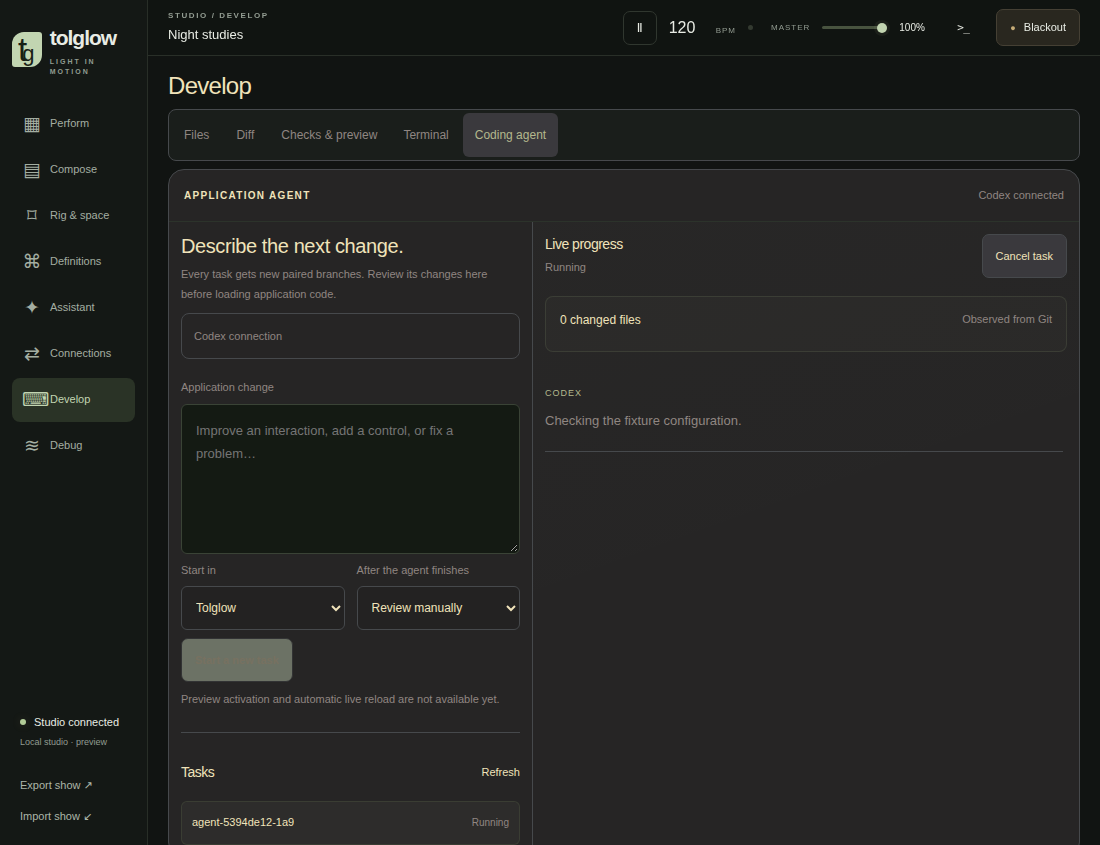 tg
tolglow
LIGHT IN
MOTION
Perform
Compose
Rig & space
Definitions
Assistant
Connections
Develop
Debug
Studio connected
Local studio · preview
Export show ↗
Import show ↙
STUDIO / DEVELOP
Night studies
120
BPM
MASTER
100%
>_
Blackout
Develop
Files
Diff
Checks & preview
Terminal
Coding agent
APPLICATION AGENT
Codex connected
Describe the next change.
Every task gets new paired branches. Review its changes here
before loading application code.
Codex connection
Application change
Improve an interaction, add a control, or fix a
problem…
Start in
After the agent finishes
Tolglow
Review manually
Preview activation and automatic live reload are not available yet.
Tasks
Refresh
agent-5394de12-1a9
Running
Live progress
Running
Cancel task
0 changed files
Observed from Git
CODEX
Checking the fixture configuration.